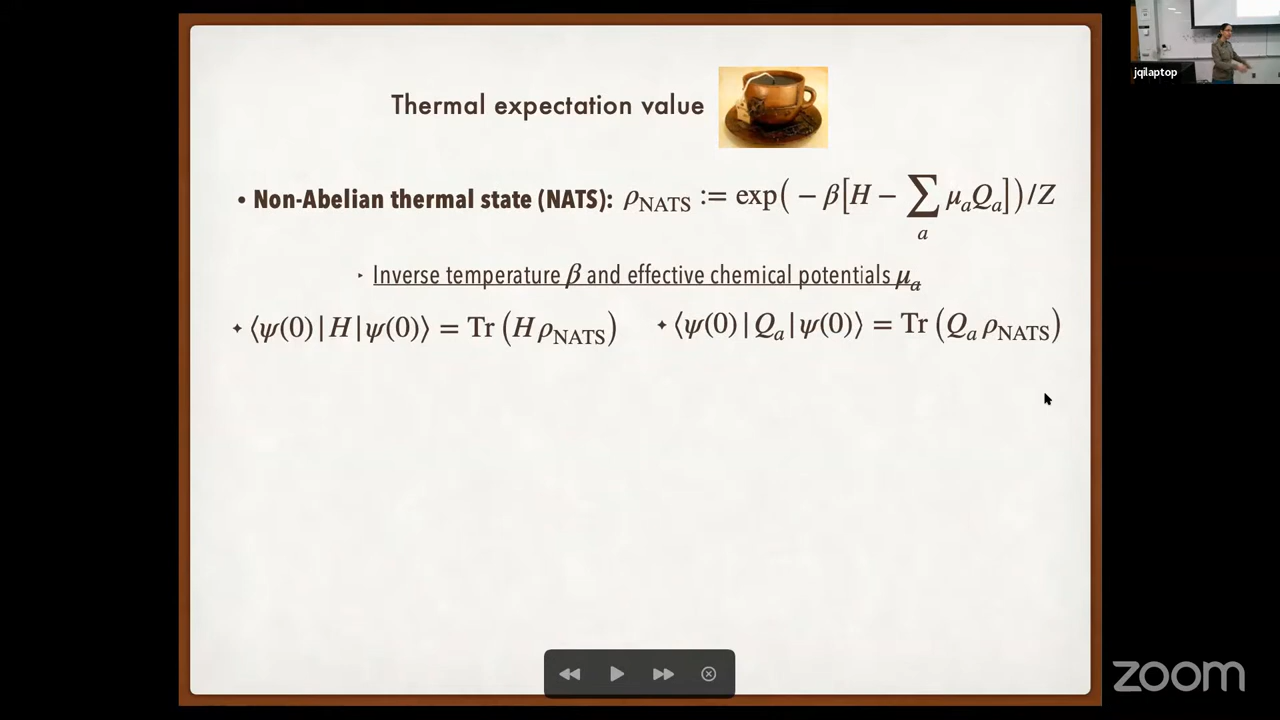 jqilaptop
Thermal expectation value
• Non-Abelian thermal state (NATS): ρ_NATS := exp( − β[H − ∑_a μ_a Q_a])/Z
‣ Inverse temperature β and effective chemical potentials μ_a
✦ ⟨ψ(0)|H|ψ(0)⟩ = Tr (H ρ_NATS) ✦ ⟨ψ(0)|Q_a|ψ(0)⟩ = Tr (Q_a ρ_NATS)
zoom